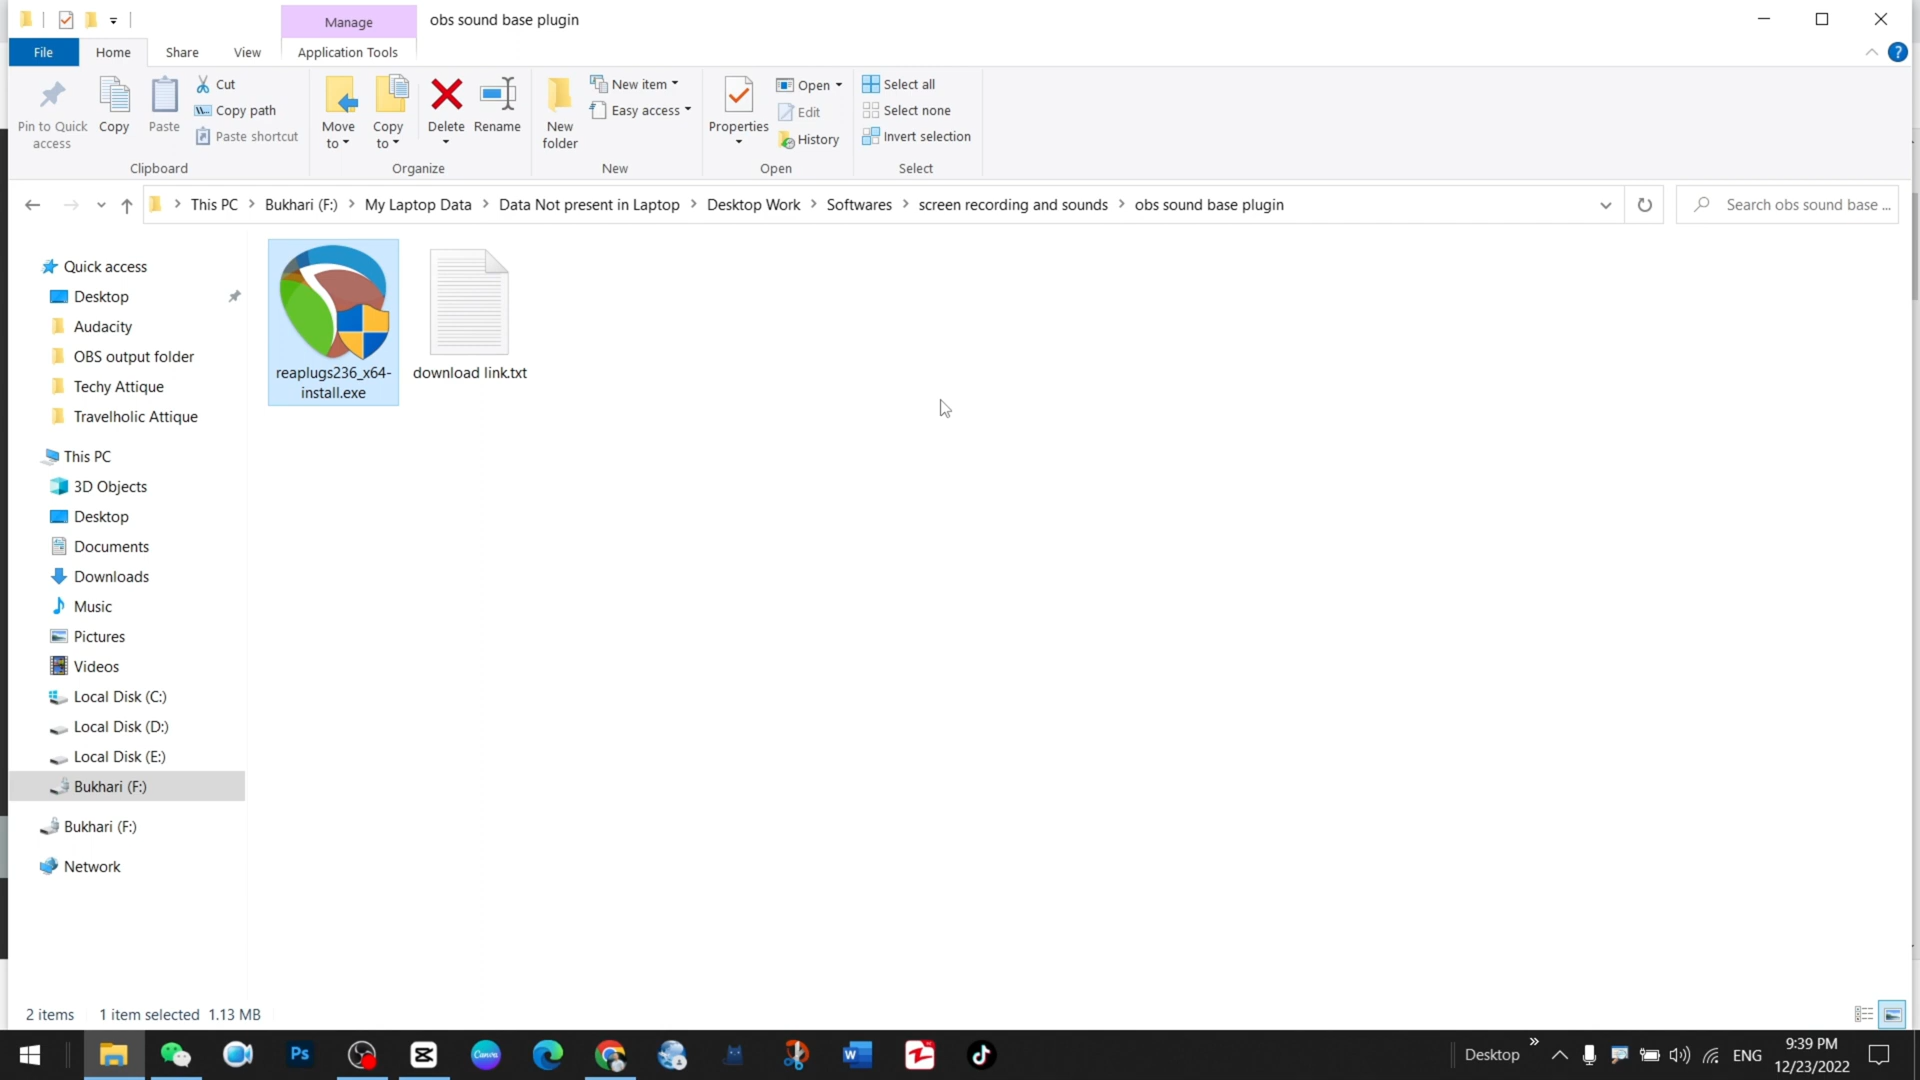 Manage
obs sound base plugin
File
Home
Share
View
Application Tools
Pin to Quick
access
Copy
Paste
Cut
Copy path
Paste shortcut
Clipboard
Move
to
Copy
to
Delete
Rename
Organize
New
folder
New item
Easy access
New
Properties
Open
Edit
History
Open
Select all
Select none
Invert selection
Select
This PC
Bukhari (F:)
My Laptop Data
Data Not present in Laptop
Desktop Work
Softwares
screen recording and sounds
obs sound base plugin
Search obs sound base ...
Quick access
Desktop
Audacity
OBS output folder
Techy Attique
Travelholic Attique
This PC
3D Objects
Desktop
Documents
Downloads
Music
Pictures
Videos
Local Disk (C:)
Local Disk (D:)
Local Disk (E:)
Bukhari (F:)
Bukhari (F:)
Network
reaplugs236_x64-
install.exe
download link.txt
2 items
1 item selected 1.13 MB
Ps
Canva
W
Desktop
ENG
9:39 PM
12/23/2022